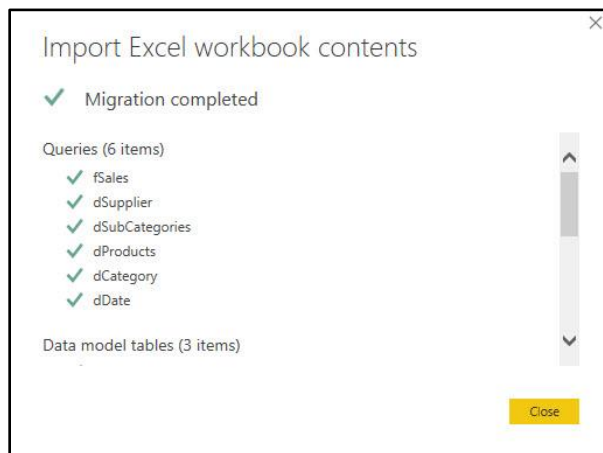 Import Excel workbook contents
Migration completed
Queries (6 items)
fSales
dSupplier
dSubCategories
dProducts
dCategory
dDate
Data model tables (3 items)
Close